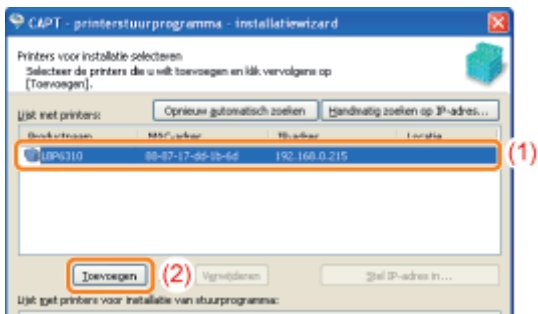 CAPT - printerstuurprogramma - installatiewizard
Printers voor installatie selecteren
Selecteer de printers die u wilt toevoegen en klik vervolgens op
[Toevoegen].
Lijst met printers:
Opnieuw automatisch zoeken
Handmatig zoeken op IP-adres...
Productnaam MAC-adres IP-adres Locatie
LBP6310 88-87-17-dd-1b-6d 192.168.0.215
(1)
Toevoegen (2) Verwijderen Stel IP-adres in...
Lijst met printers voor installatie van stuurprogramma: